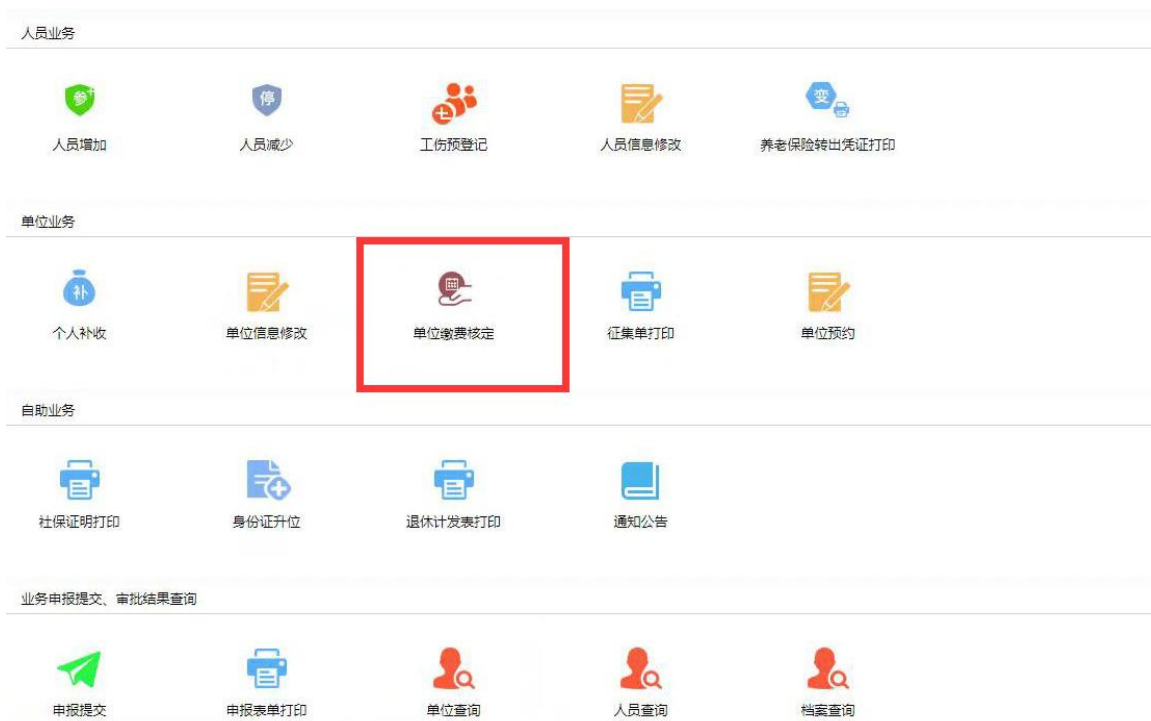 人员业务
参+
停
变
人员增加 人员减少 工伤预登记 人员信息修改 养老保险转出凭证打印
单位业务
补
个人补收 单位信息修改 单位缴费核定 征集单打印 单位预约
自助业务
社保证明打印 身份证升位 退休计发表打印 通知公告
业务申报提交、审批结果查询
申报提交 申报表单打印 单位查询 人员查询 档案查询